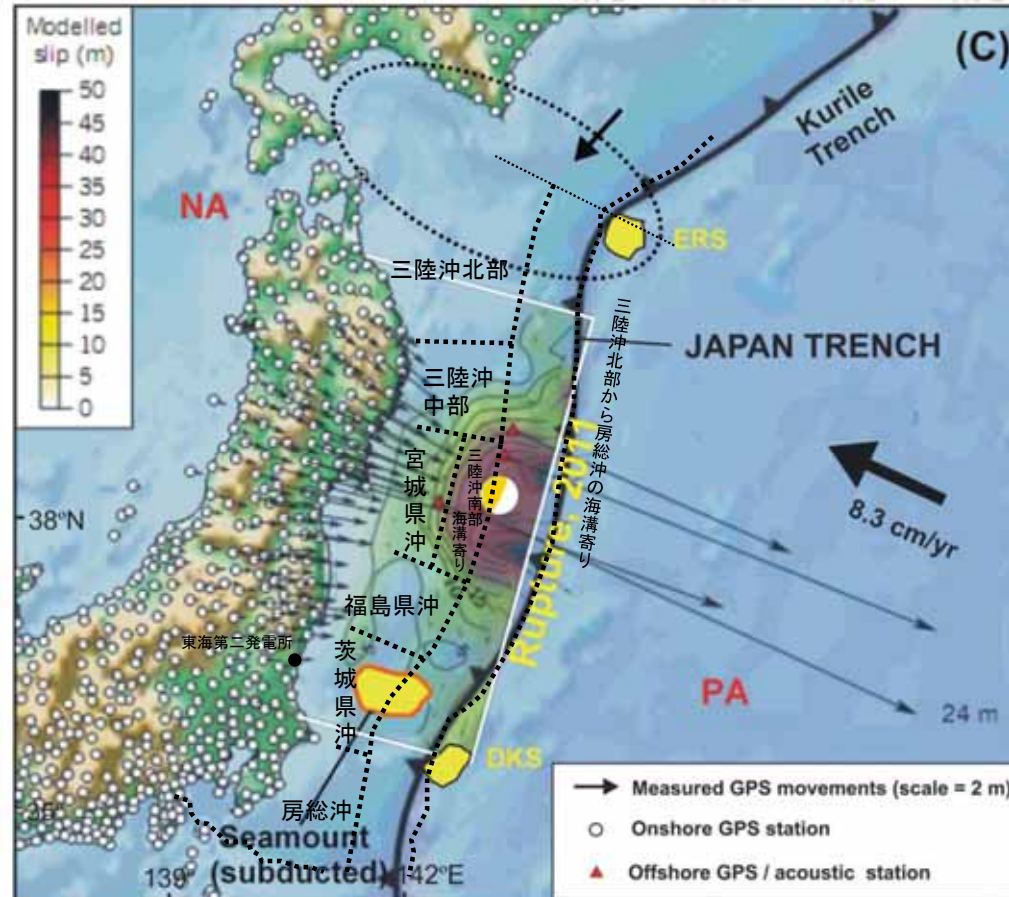 (C)
Modelled
slip (m)
50
45
40
35
30
25
20
15
10
5
0
Kurile
Trench
NA
ERS
三陸沖北部
JAPAN TRENCH
三陸沖
中部
三陸沖北部から房総沖の海溝寄り
宮城県沖
三陸沖南部
海溝寄り
Rupture, 2011
8.3 cm/yr
38°N
福島県沖
東海第二発電所
茨城県沖
PA
24 m
DKS
35°
房総沖
Seamount
(subducted)
139°
142°E
Measured GPS movements (scale = 2 m)
Onshore GPS station
Offshore GPS / acoustic station